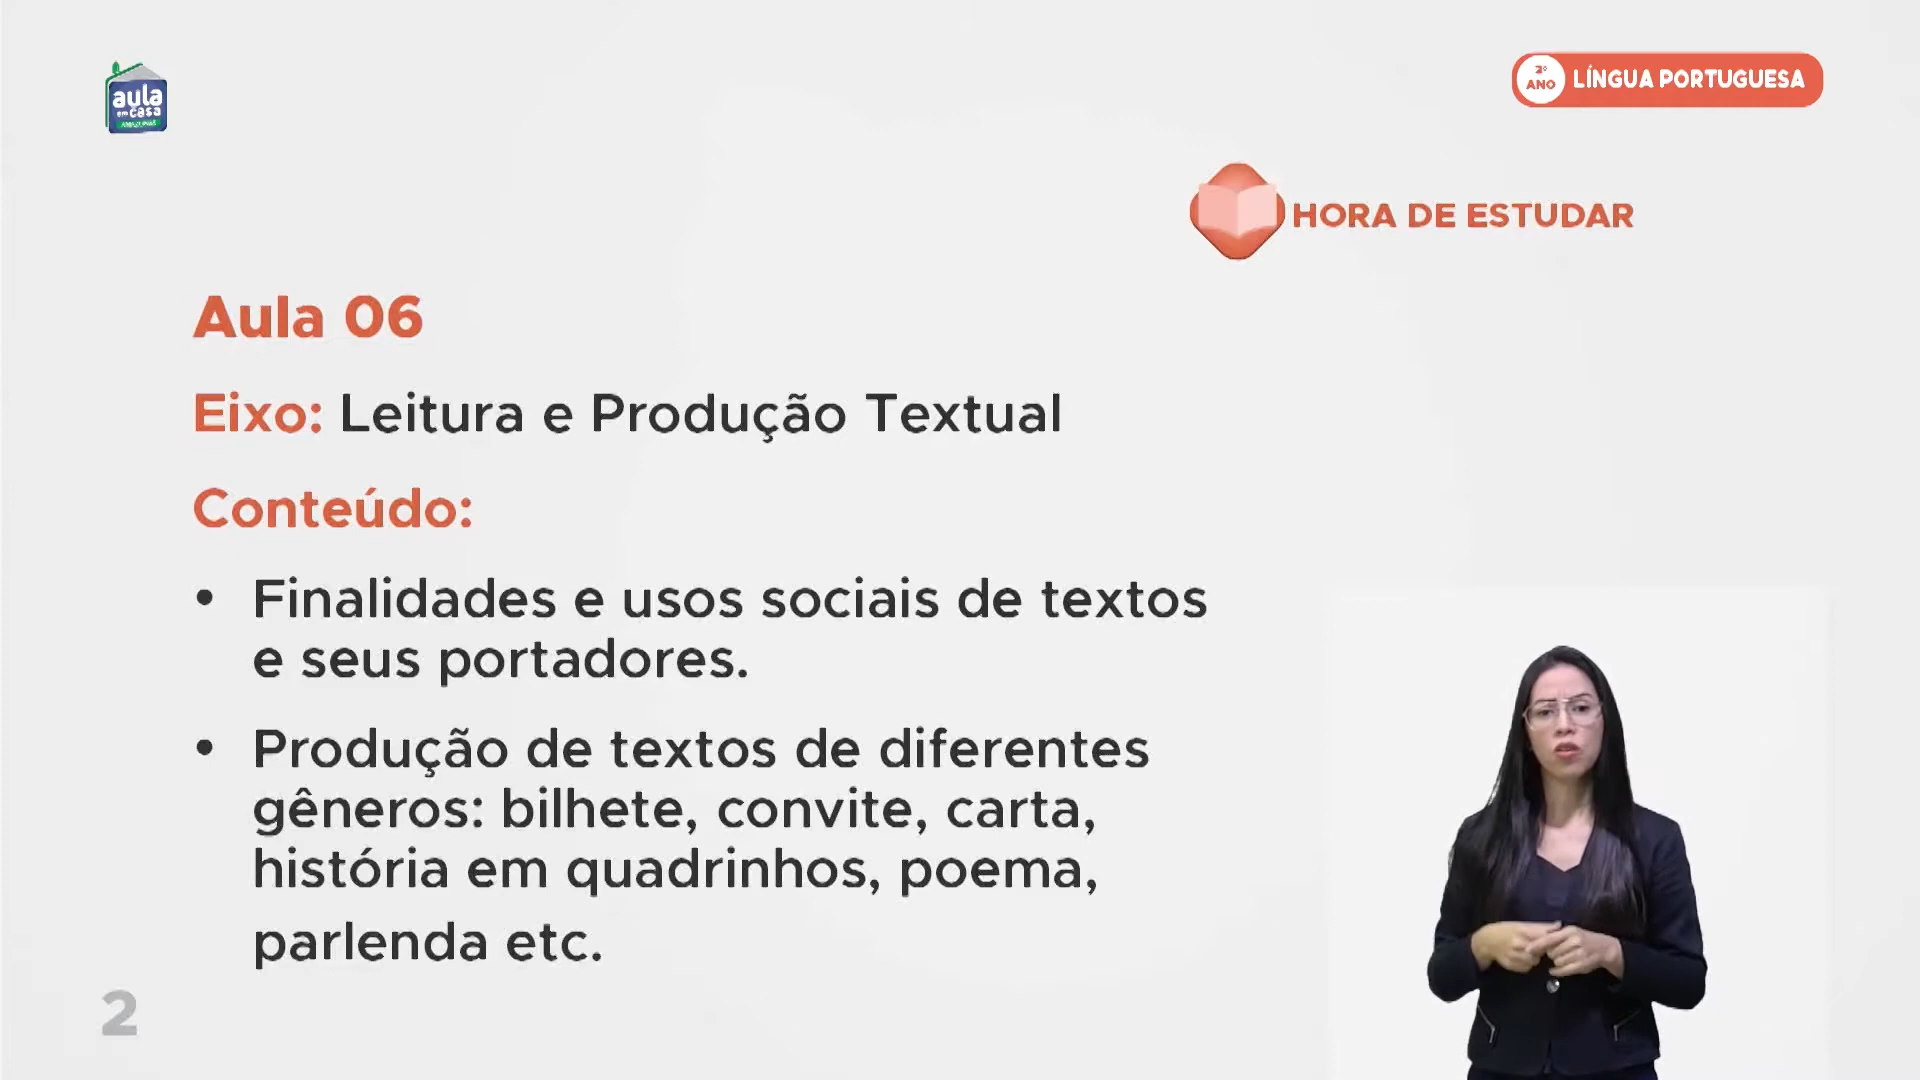 aula
em casa
2º
ANO
LÍNGUA PORTUGUESA
HORA DE ESTUDAR
Aula 06
Eixo: Leitura e Produção Textual
Conteúdo:
• Finalidades e usos sociais de textos
e seus portadores.
• Produção de textos de diferentes
gêneros: bilhete, convite, carta,
história em quadrinhos, poema,
parlenda etc.
2